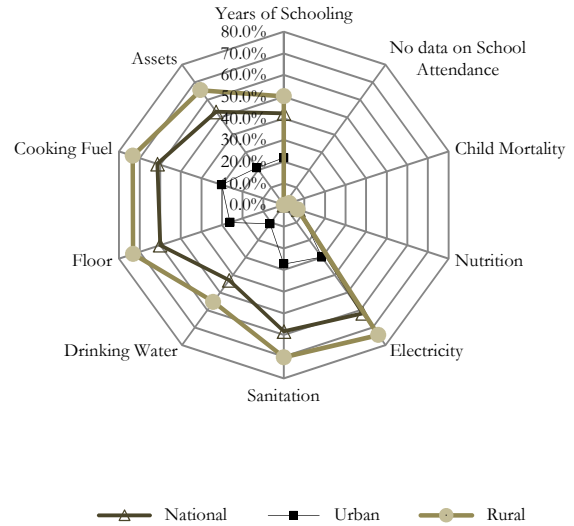 Years of Schooling
80.0%
70.0%
60.0%
50.0%
40.0%
30.0%
20.0%
10.0%
0.0%
No data on School
Attendance
Child Mortality
Nutrition
Electricity
Sanitation
Drinking Water
Floor
Cooking Fuel
Assets
National
Urban
Rural